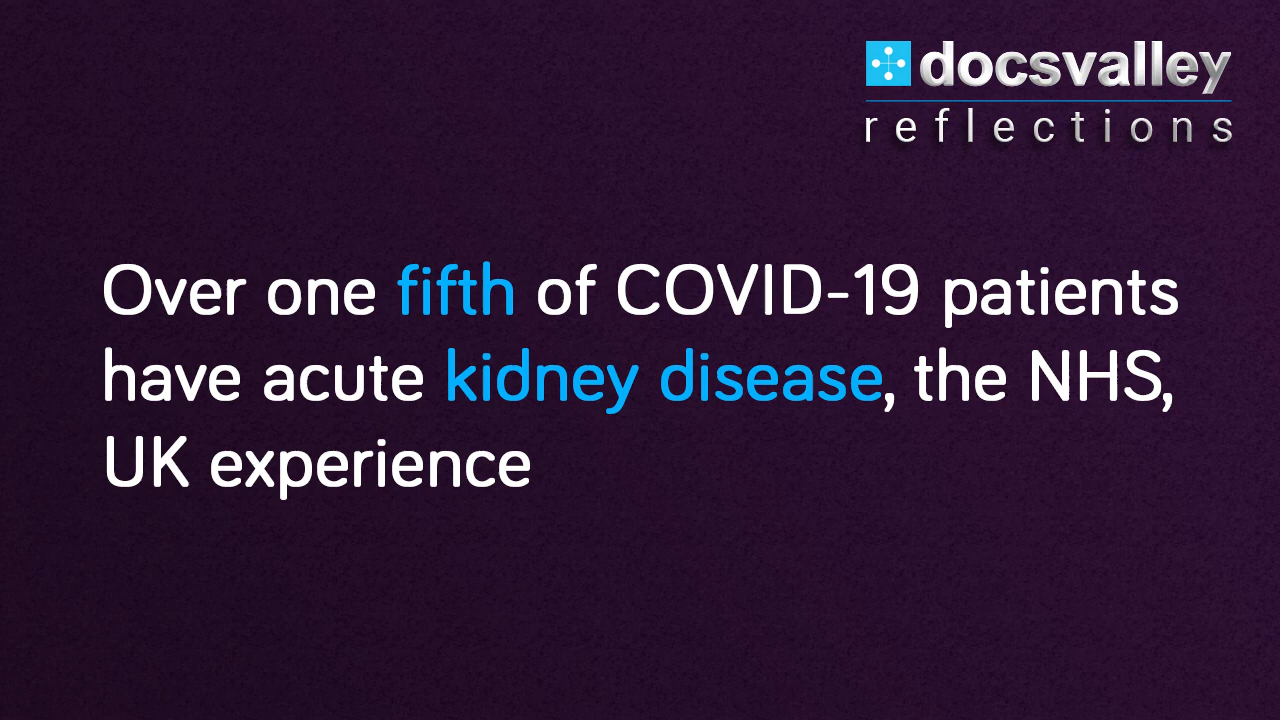 docsvalley
reflections
Over one fifth of COVID-19 patients
have acute kidney disease, the NHS,
UK experience